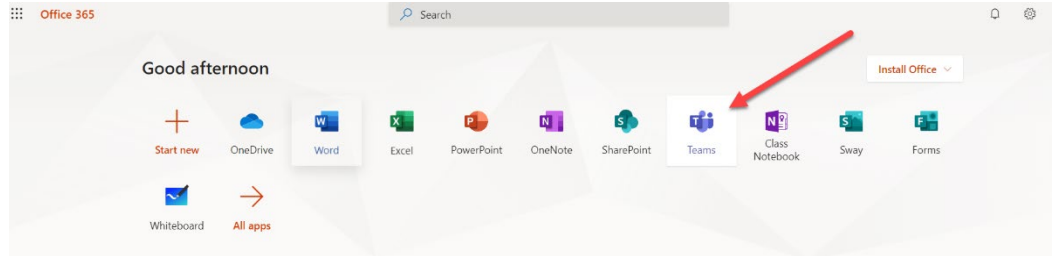 Office 365
Search
Good afternoon
Install Office
Start new
OneDrive
Word
Excel
PowerPoint
OneNote
SharePoint
Teams
Class
Notebook
Sway
Forms
Whiteboard
All apps